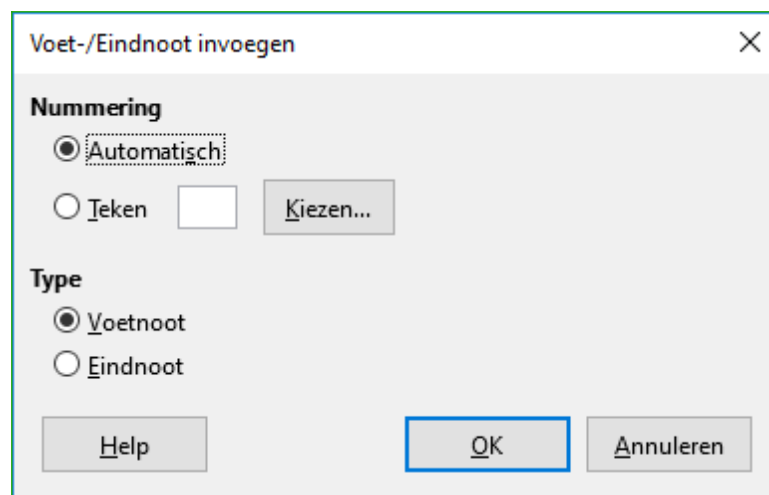 Voet-/Eindnoot invoegen
Nummering
Automatisch
Teken Kiezen...
Type
Voetnoot
Eindnoot
Help OK Annuleren